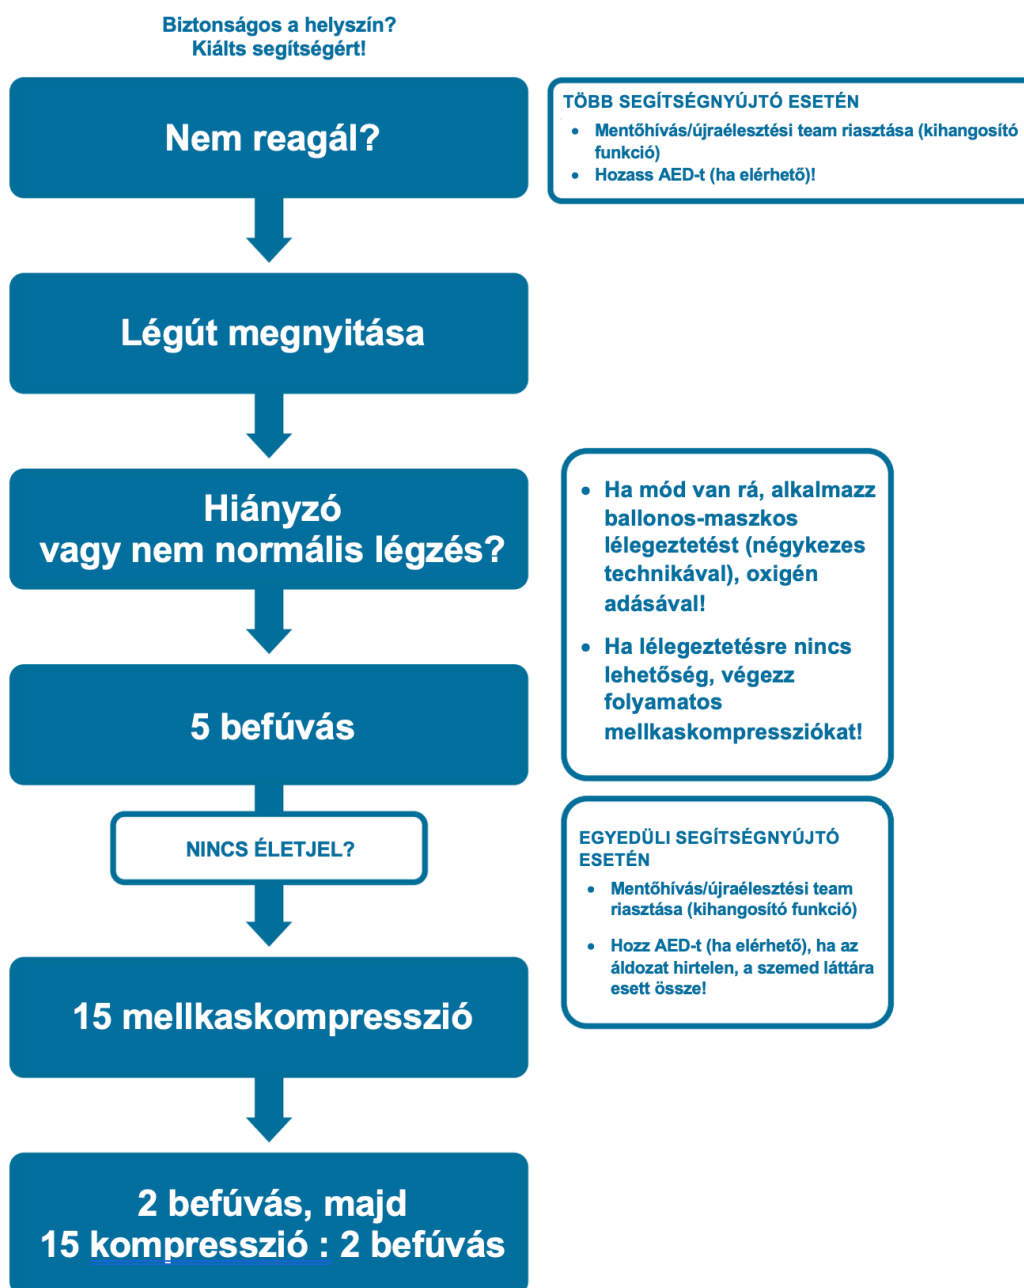 Biztonságos a helyszín?
Kiálts segítségért!
Nem reagál?
TÖBB SEGÍTSÉGNYÚJTÓ ESETÉN
• Mentőhívás/újraélesztési team riasztása (kihangosító
funkció)
• Hozass AED-t (ha elérhető)!
Légút megnyitása
Hiányzó
vagy nem normális légzés?
• Ha mód van rá, alkalmazz
ballonos-maszkos
lélegeztetést (négykezes
technikával), oxigén
adásával!
• Ha lélegeztetésre nincs
lehetőség, végezz
folyamatos
mellkaskompressziókat!
5 befúvás
NINCS ÉLETJEL?
EGYEDÜLI SEGÍTSÉGNYÚJTÓ
ESETÉN
• Mentőhívás/újraélesztési team
riasztása (kihangosító funkció)
• Hozz AED-t (ha elérhető), ha az
áldozat hirtelen, a szemed láttára
esett össze!
15 mellkaskompresszió
2 befúvás, majd
15 kompresszió : 2 befúvás